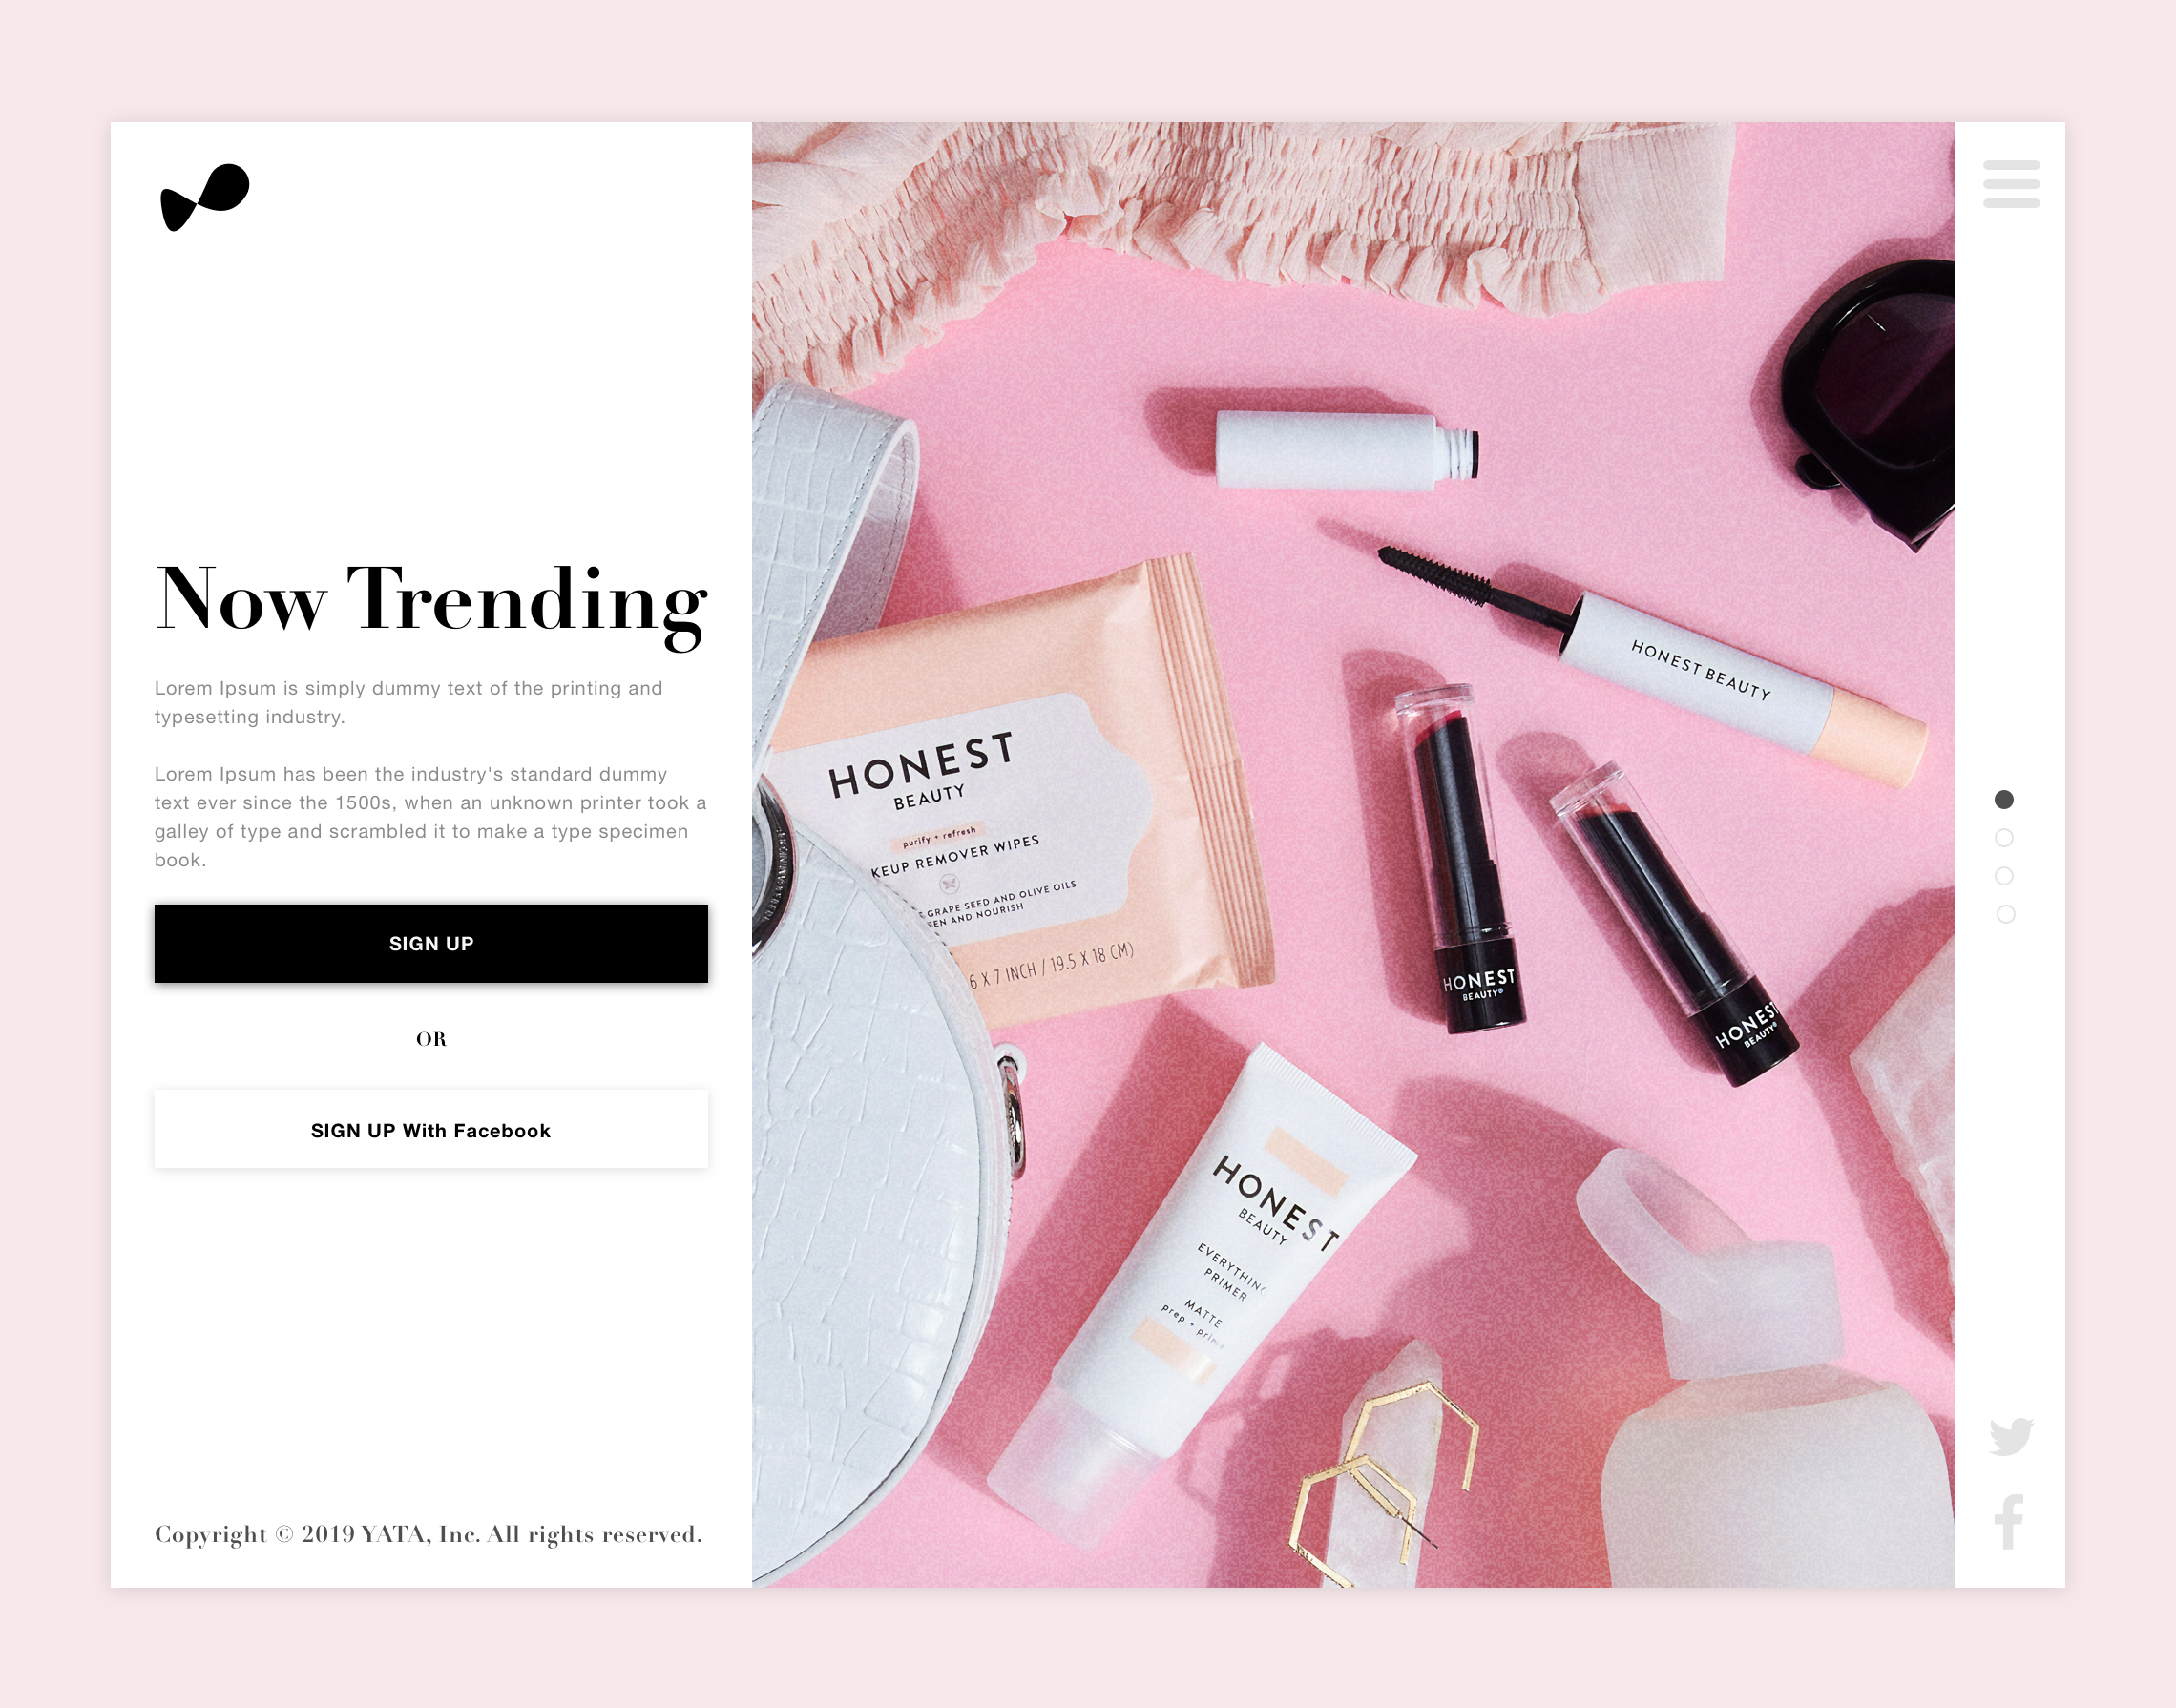 Now Trending
Lorem Ipsum is simply dummy text of the printing and
typesetting industry.
Lorem Ipsum has been the industry's standard dummy
text ever since the 1500s, when an unknown printer took a
galley of type and scrambled it to make a type specimen
book.
SIGN UP
OR
SIGN UP With Facebook
Copyright © 2019 YATA, Inc. All rights reserved.
HONEST BEAUTY
HONEST
BEAUTY
purify + refresh
KEUP REMOVER WIPES
GRAPE SEED AND OLIVE OILS
EEN AND NOURISH
6 X 7 INCH / 19.5 X 18 CM)
HONEST
BEAUTY®
HONEST
BEAUTY®
HONEST
BEAUTY
EVERYTHING
PRIMER
MATTE
prep + prime